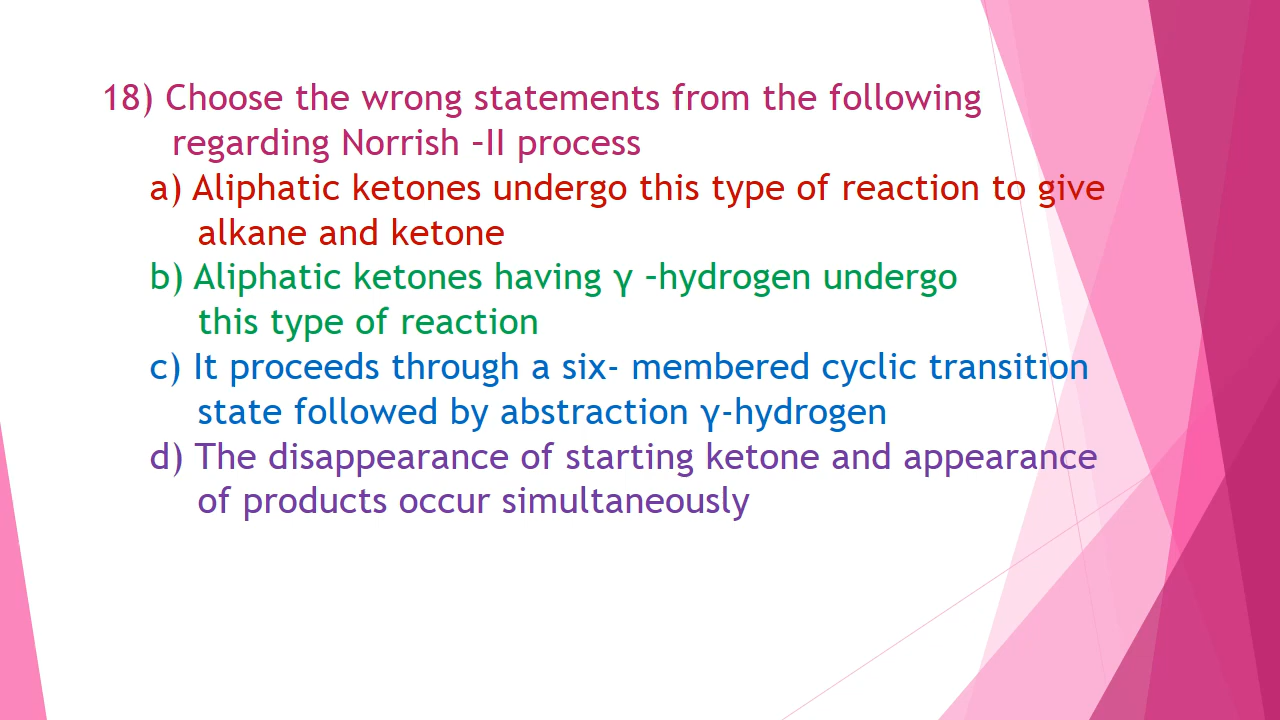 18) Choose the wrong statements from the following
regarding Norrish –II process
a) Aliphatic ketones undergo this type of reaction to give
alkane and ketone
b) Aliphatic ketones having γ –hydrogen undergo
this type of reaction
c) It proceeds through a six- membered cyclic transition
state followed by abstraction γ-hydrogen
d) The disappearance of starting ketone and appearance
of products occur simultaneously